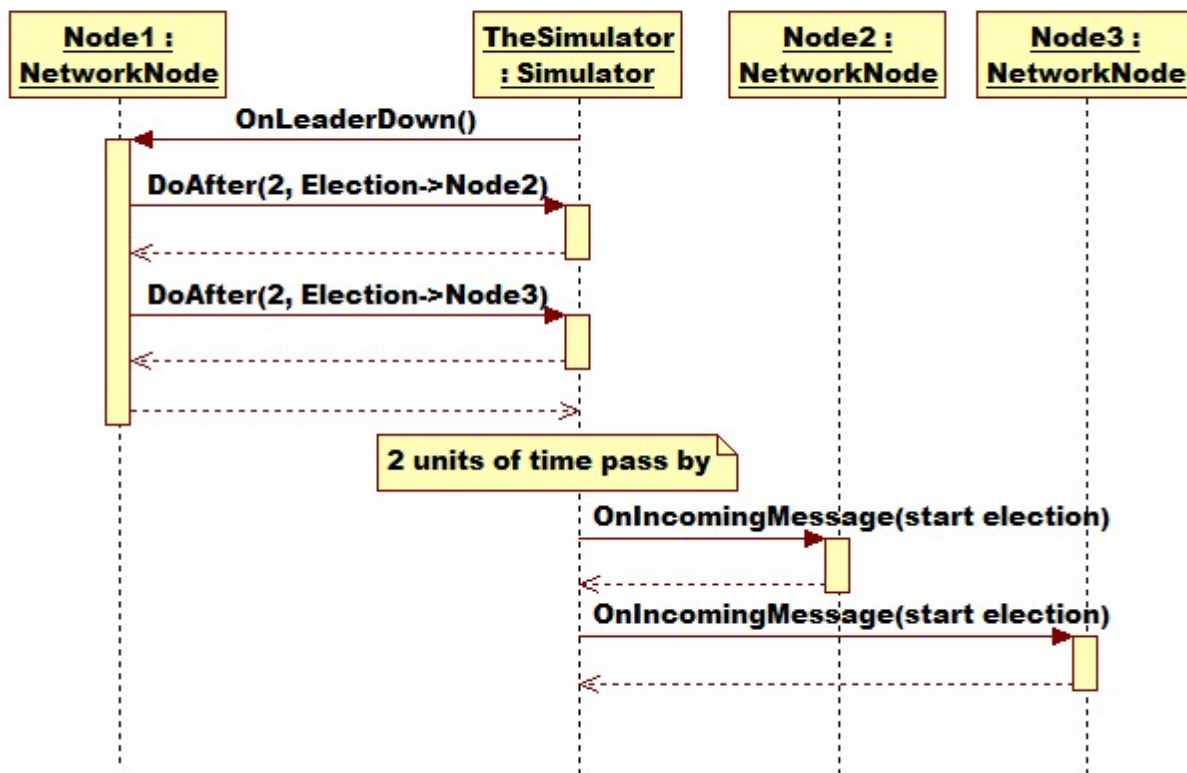 Node1 :
NetworkNode
TheSimulator
: Simulator
Node2 :
NetworkNode
Node3 :
NetworkNode
OnLeaderDown()
DoAfter(2, Election->Node2)
DoAfter(2, Election->Node3)
2 units of time pass by
OnIncomingMessage(start election)
OnIncomingMessage(start election)